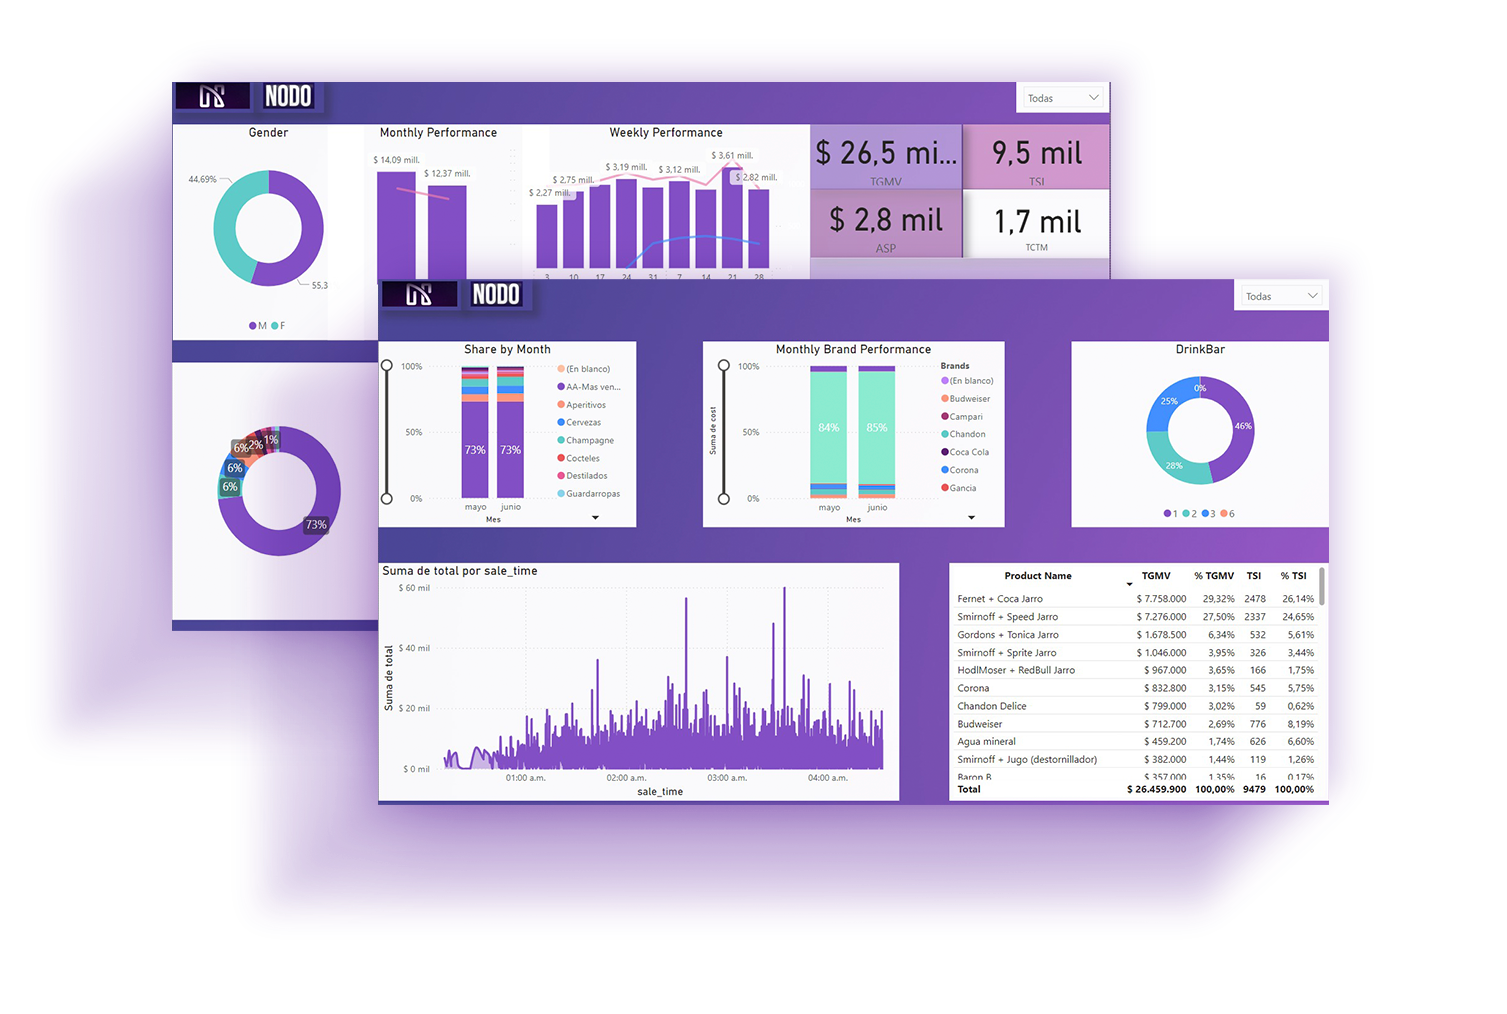 NODO
Todas
Gender
44.69%
55,3
M F
Monthly Performance
$ 14.09 mill.
$ 12.37 mill.
Weekly Performance
$ 2,27 mill.
$ 2.75 mill.
$ 3,19 mill.
$ 3,12 mill.
$ 3,61 mill.
$ 2,82 mill.
3 10 17 24 31 7 14 21 28
$ 26,5 mi...
TGMV
9,5 mil
TSI
$ 2,8 mil
ASP
1,7 mil
TCTM
6% 2% 1%
6%
6%
73%
NODO
Todas
Share by Month
100%
50%
0%
73% 73%
mayo junio
Mes
(En blanco)
AA-Mas ven...
Aperitivos
Cervezas
Champagne
Cocteles
Destilados
Guardarropas
Monthly Brand Performance
Suma de cost
100%
50%
0%
84% 85%
mayo junio
Mes
Brands
(En blanco)
Budweiser
Campari
Chandon
Coca Cola
Corona
Gancia
DrinkBar
0%
25%
46%
28%
1 2 3 6
Suma de total por sale_time
Suma de total
$ 60 mil
$ 40 mil
$ 20 mil
$ 0 mil
01:00 a.m. 02:00 a.m. 03:00 a.m. 04:00 a.m.
sale_time
Product Name TGMV % TGMV TSI % TSI
Fernet + Coca Jarro $ 7.758.000 29,32% 2478 26,14%
Smirnoff + Speed Jarro $ 7.276.000 27,50% 2337 24,65%
Gordons + Tonica Jarro $ 1.678.500 6,34% 532 5,61%
Smirnoff + Sprite Jarro $ 1.046.000 3,95% 326 3,44%
HodlMoser + RedBull Jarro $ 967.000 3,65% 166 1,75%
Corona $ 832.800 3,15% 545 5,75%
Chandon Delice $ 799.000 3,02% 59 0,62%
Budweiser $ 712.700 2,69% 776 8,19%
Agua mineral $ 459.200 1,74% 626 6,60%
Smirnoff + Jugo (destornillador) $ 382.000 1,44% 119 1,26%
Baron B $ 357.000 1,35% 16 0,17%
Total $ 26.459.900 100,00% 9479 100,00%